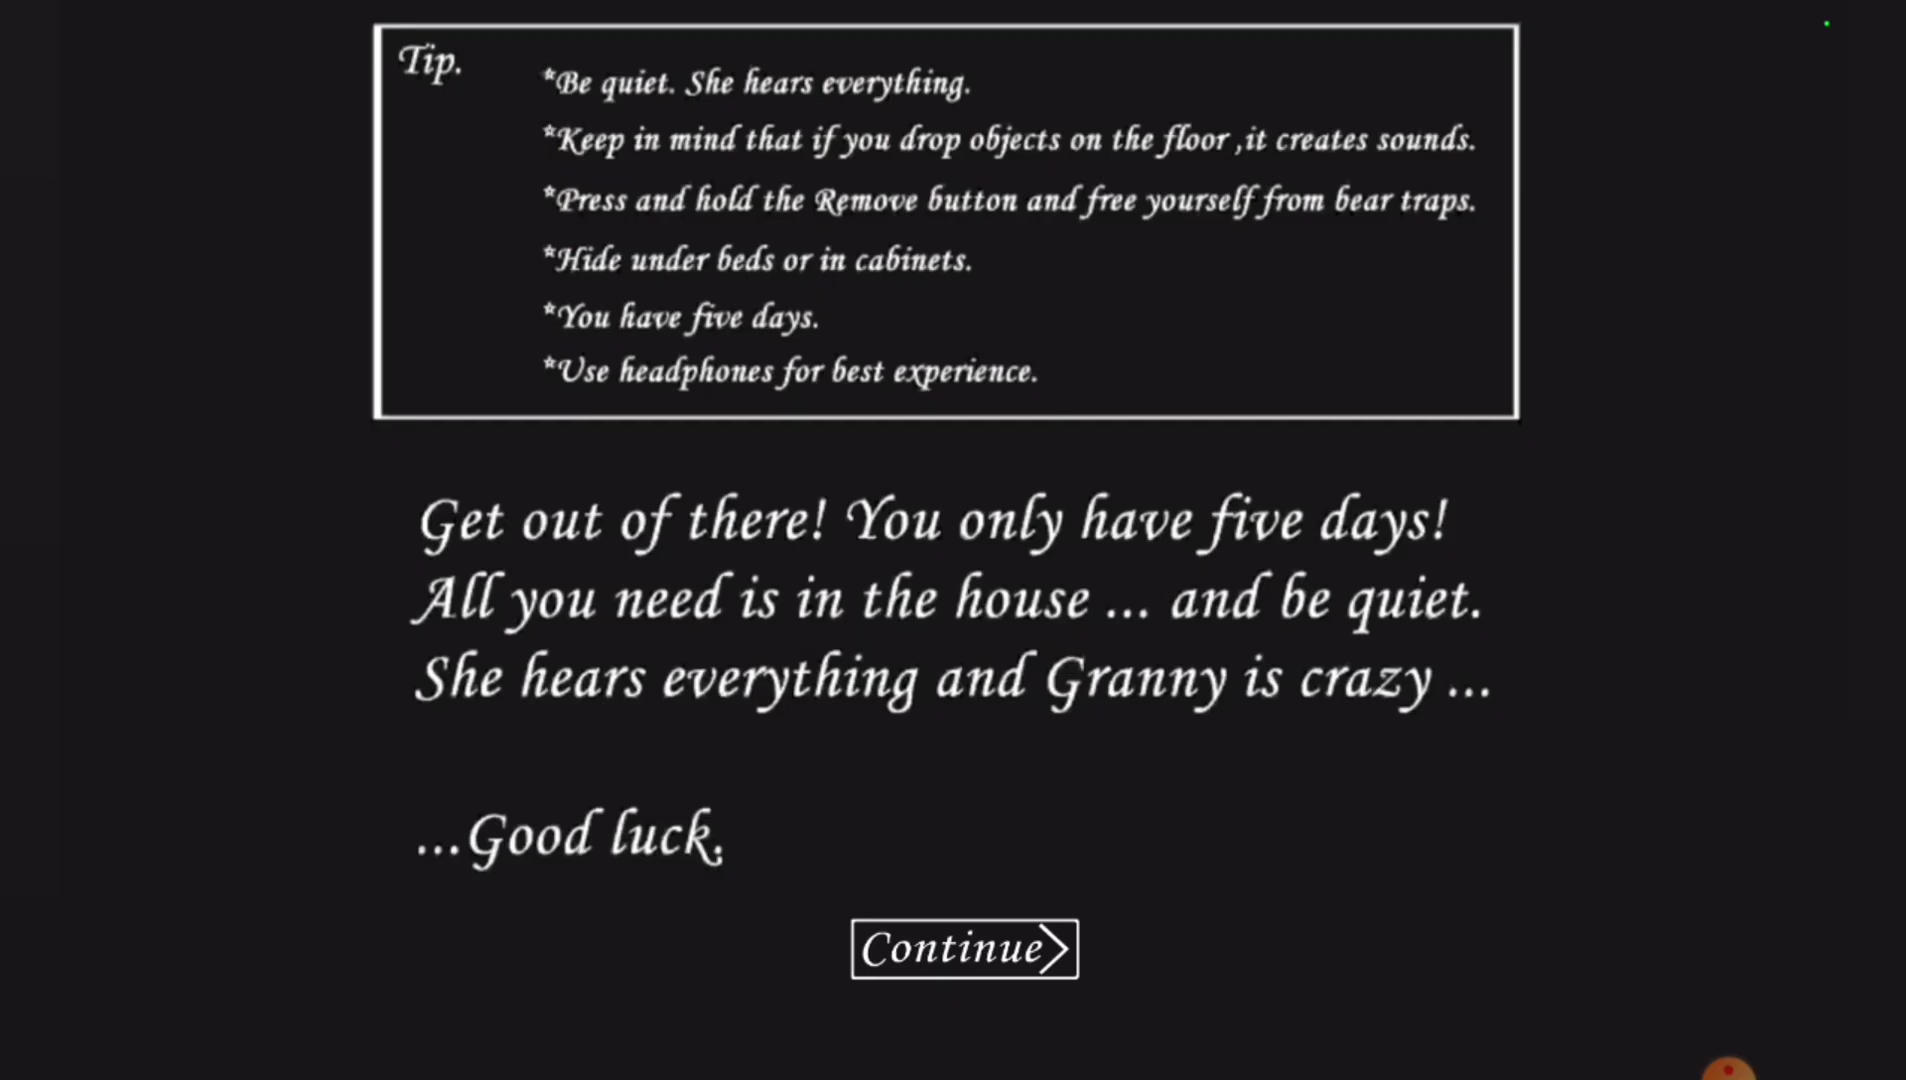 Tip.
*Be quiet. She hears everything.
*Keep in mind that if you drop objects on the floor ,it creates sounds.
*Press and hold the Remove button and free yourself from bear traps.
*Hide under beds or in cabinets.
*You have five days.
*Use headphones for best experience.
Get out of there! You only have five days!
All you need is in the house ... and be quiet.
She hears everything and Granny is crazy ...
...Good luck.
Continue>